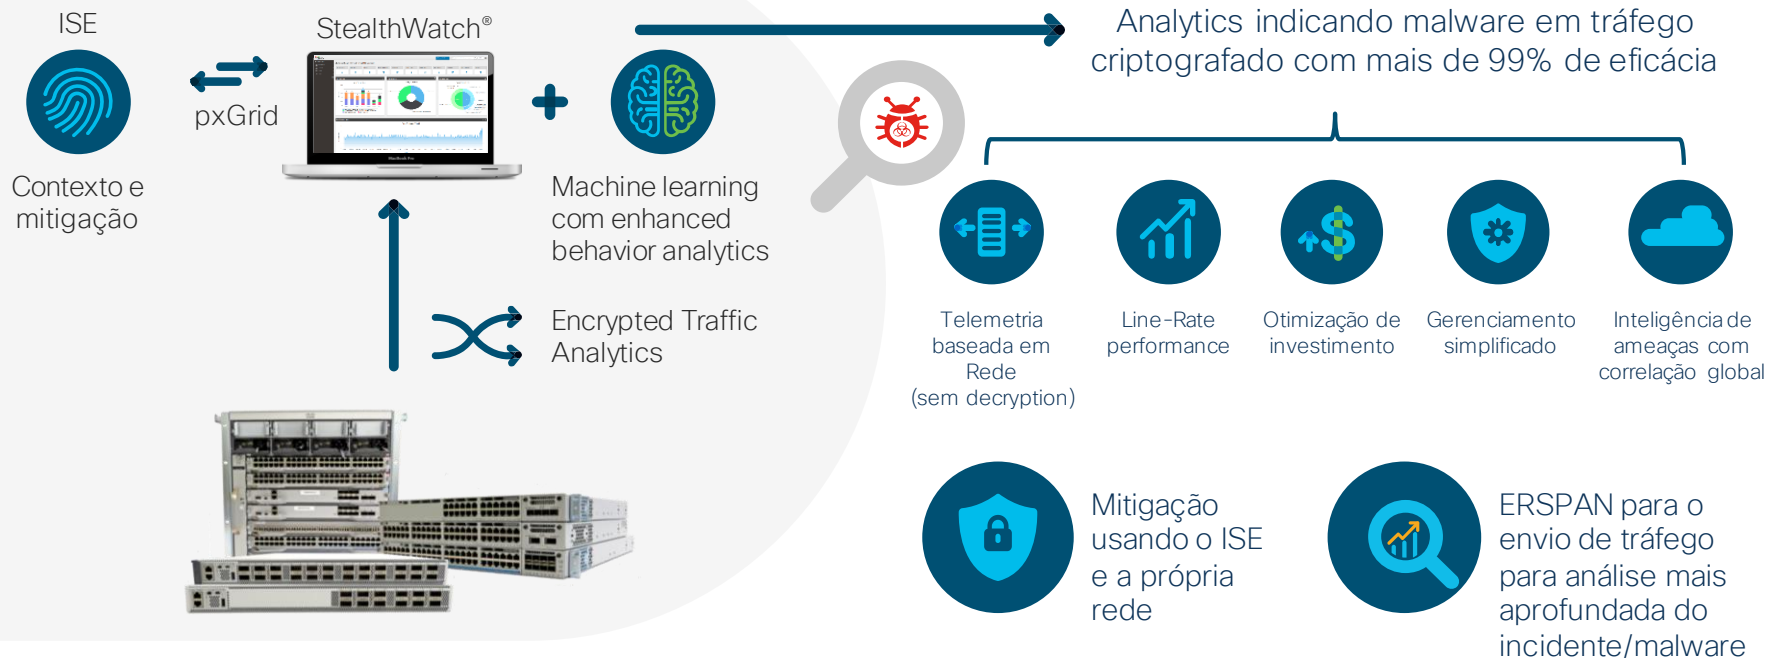 ISE
StealthWatch®
pxGrid
Contexto e
mitigação
MacBook Pro
Machine learning
com enhanced
behavior analytics
Encrypted Traffic
Analytics
Analytics indicando malware em tráfego
criptografado com mais de 99% de eficácia
Telemetria
baseada em
Rede
(sem decryption)
Line-Rate
performance
Otimização de
investimento
Gerenciamento
simplificado
Inteligência de
ameaças com
correlação global
Mitigação
usando o ISE
e a própria
rede
ERSPAN para o
envio de tráfego
para análise mais
aprofundada do
incidente/malware